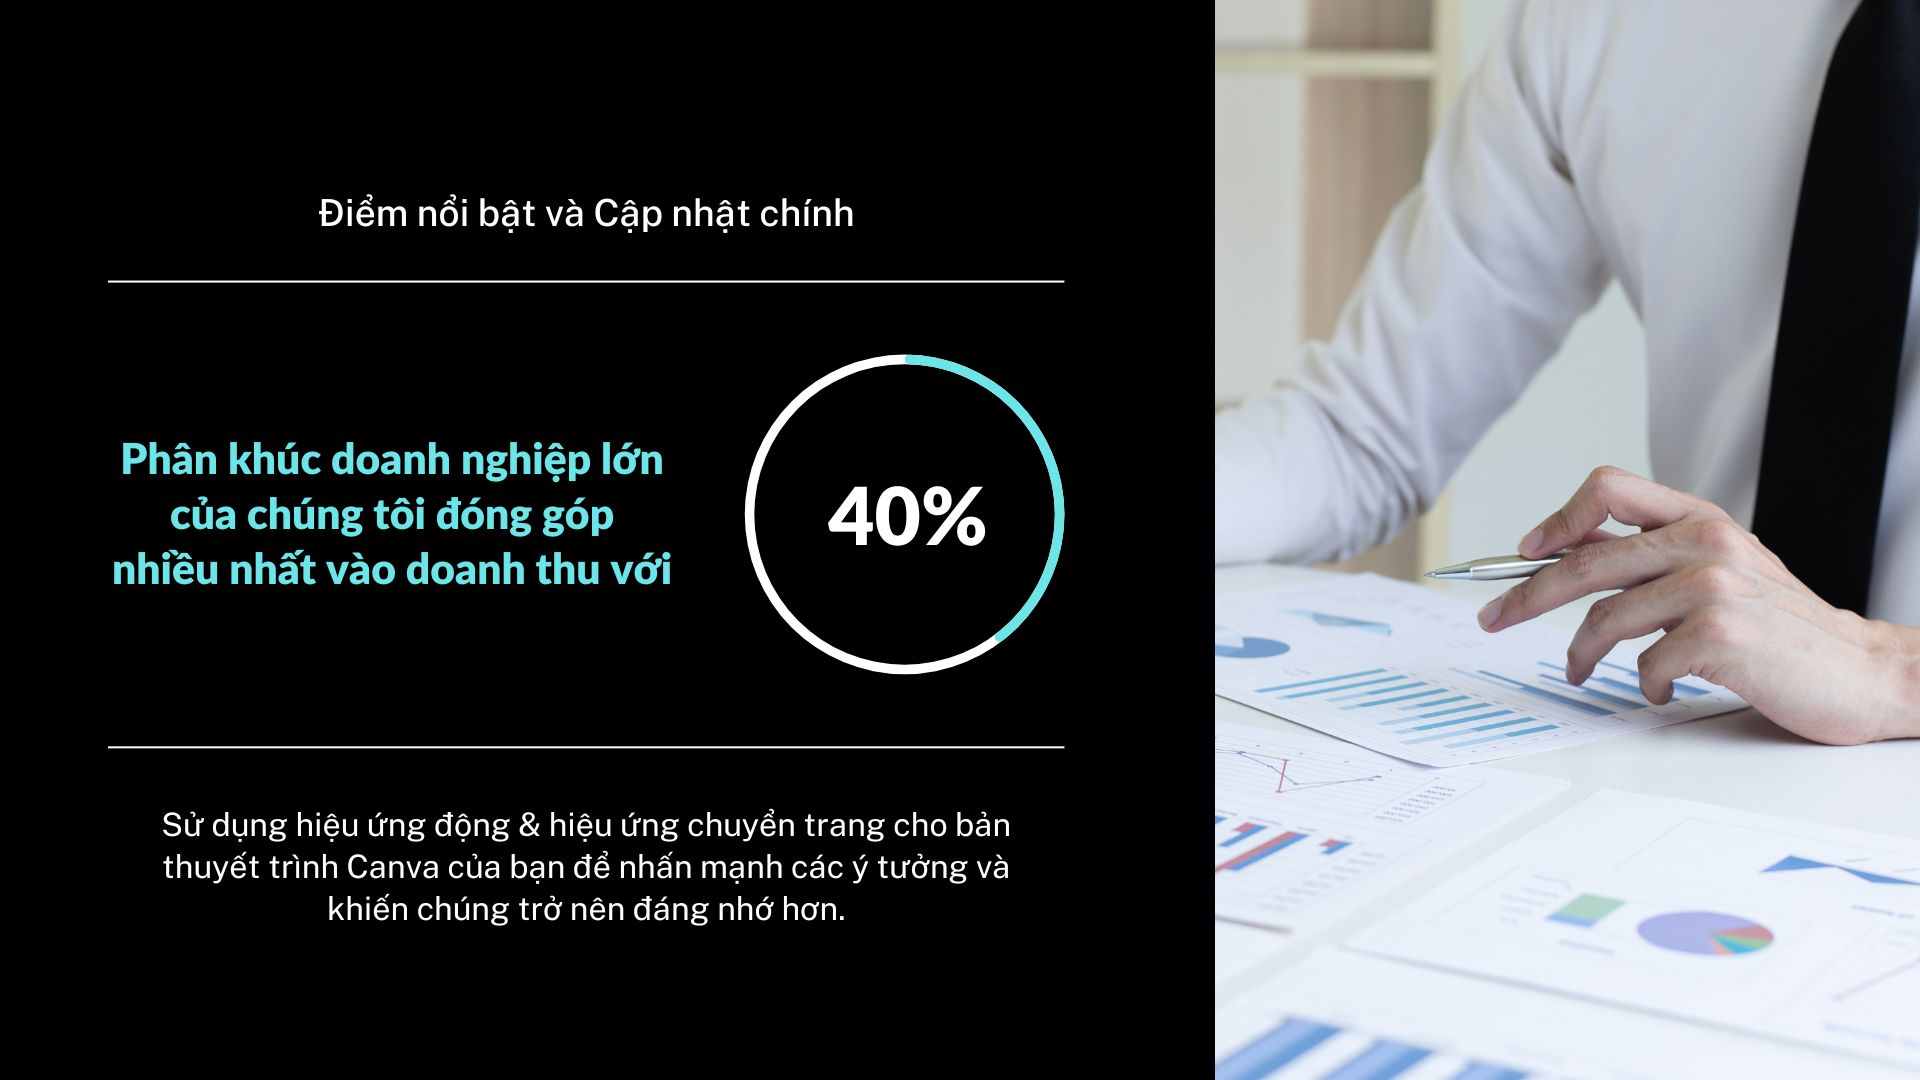 Điểm nổi bật và Cập nhật chính
Phân khúc doanh nghiệp lớn
của chúng tôi đóng góp
nhiều nhất vào doanh thu với
40%
Sử dụng hiệu ứng động & hiệu ứng chuyển trang cho bản
thuyết trình Canva của bạn để nhấn mạnh các ý tưởng và
khiến chúng trở nên đáng nhớ hơn.